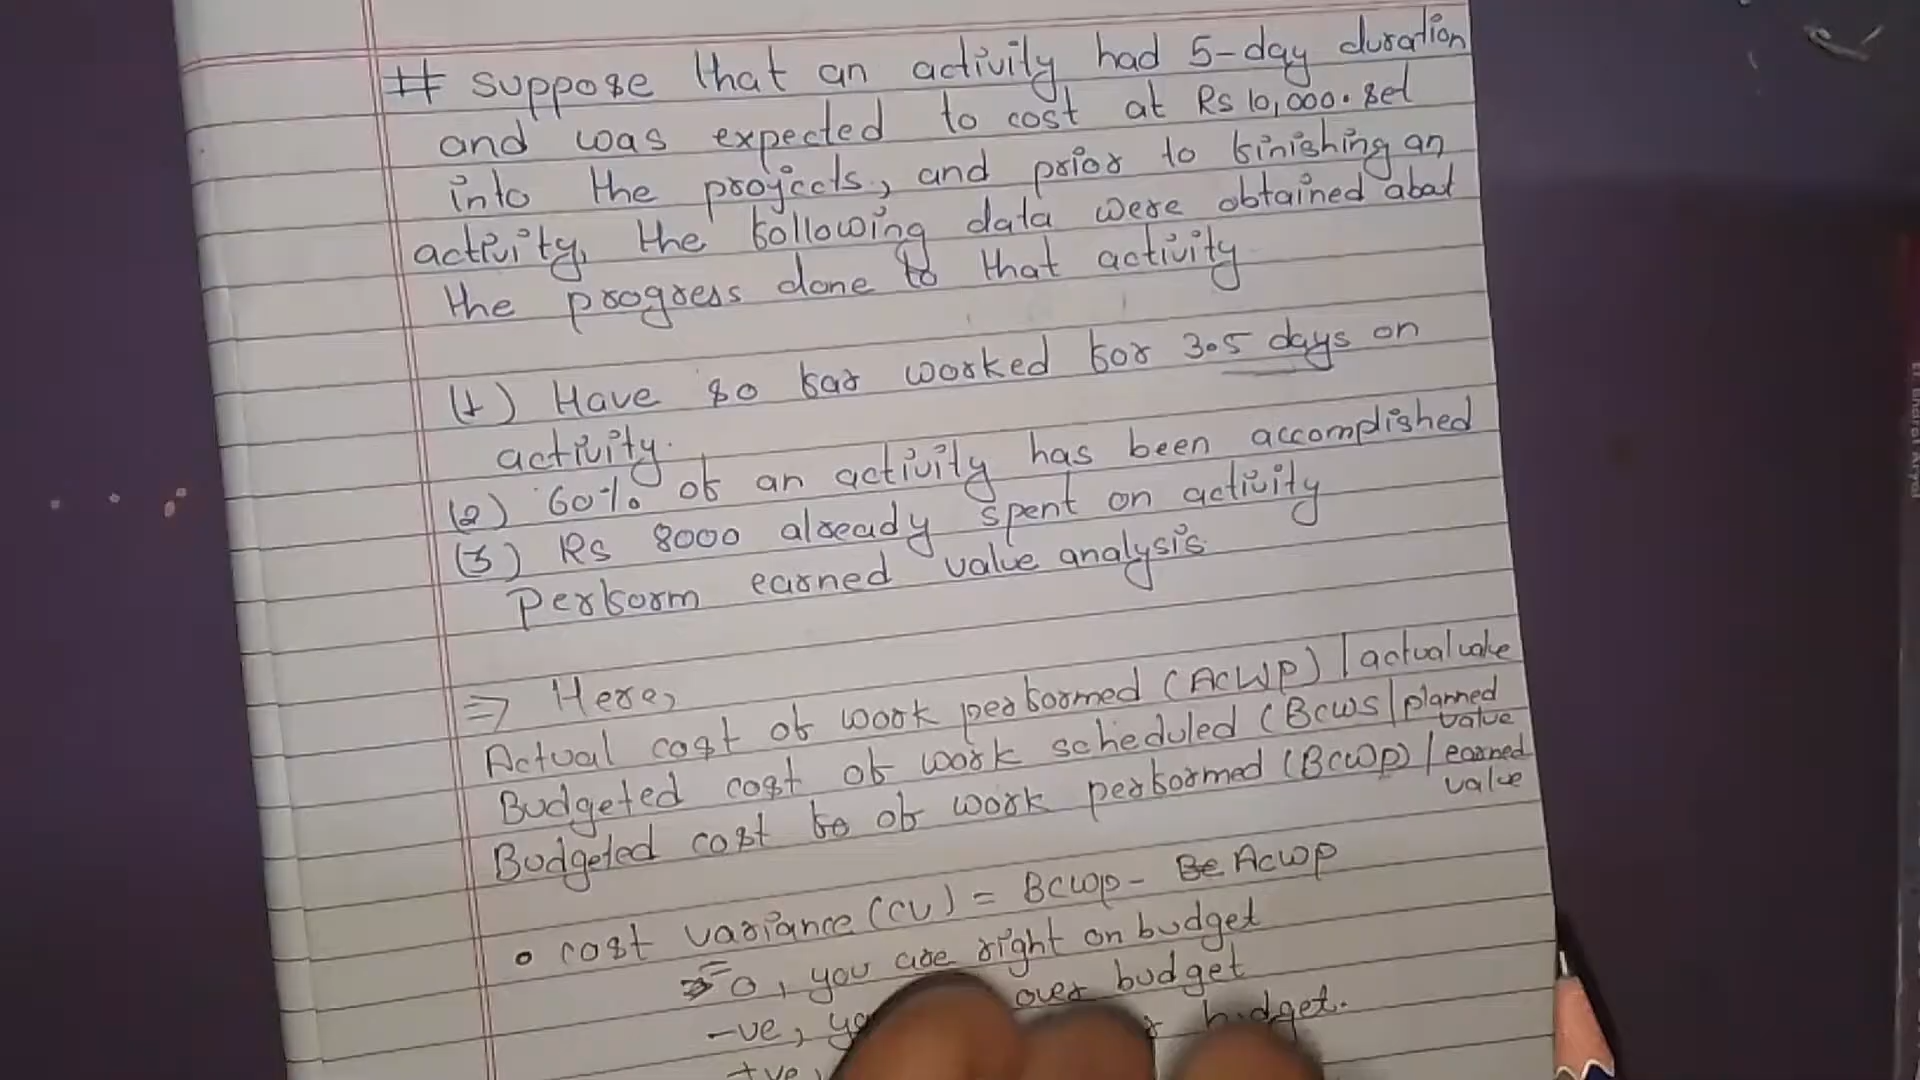 # suppose that an activity had 5-day duration
and was expected to cost at Rs 10,000. sel
into the projects, and prior to finishing an
activity, the following data were obtained abat
the progress done to that activity
(1) Have so far worked for 3.5 days on
activity.
(2) 60% of an activity has been accomplished
(3) Rs 8000 already spent on activity
Perform earned value analysis.
⇒ Here,
Actual cost of work performed (ACWP) / actual value
Budgeted cost of work scheduled (BCWS / planned value
Budgeted cost fo of work performed (BCWP) / earned value
• cost variance (CV) = BCWP - Be ACWP
=0, you are right on budget
-ve, over budget
+ve, budget.